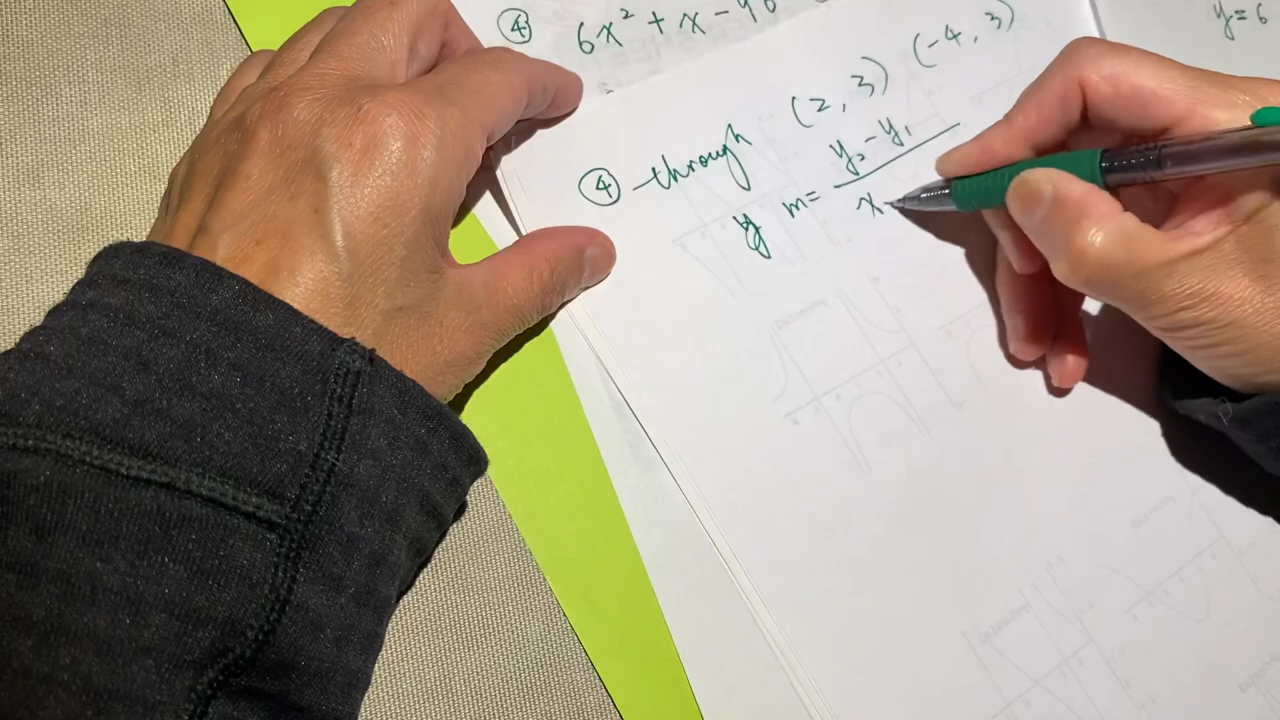 ④ 6x² + x - 40
y = 6
④ through (2, 3) (-4, 3)
y m = y₂ - y₁
x